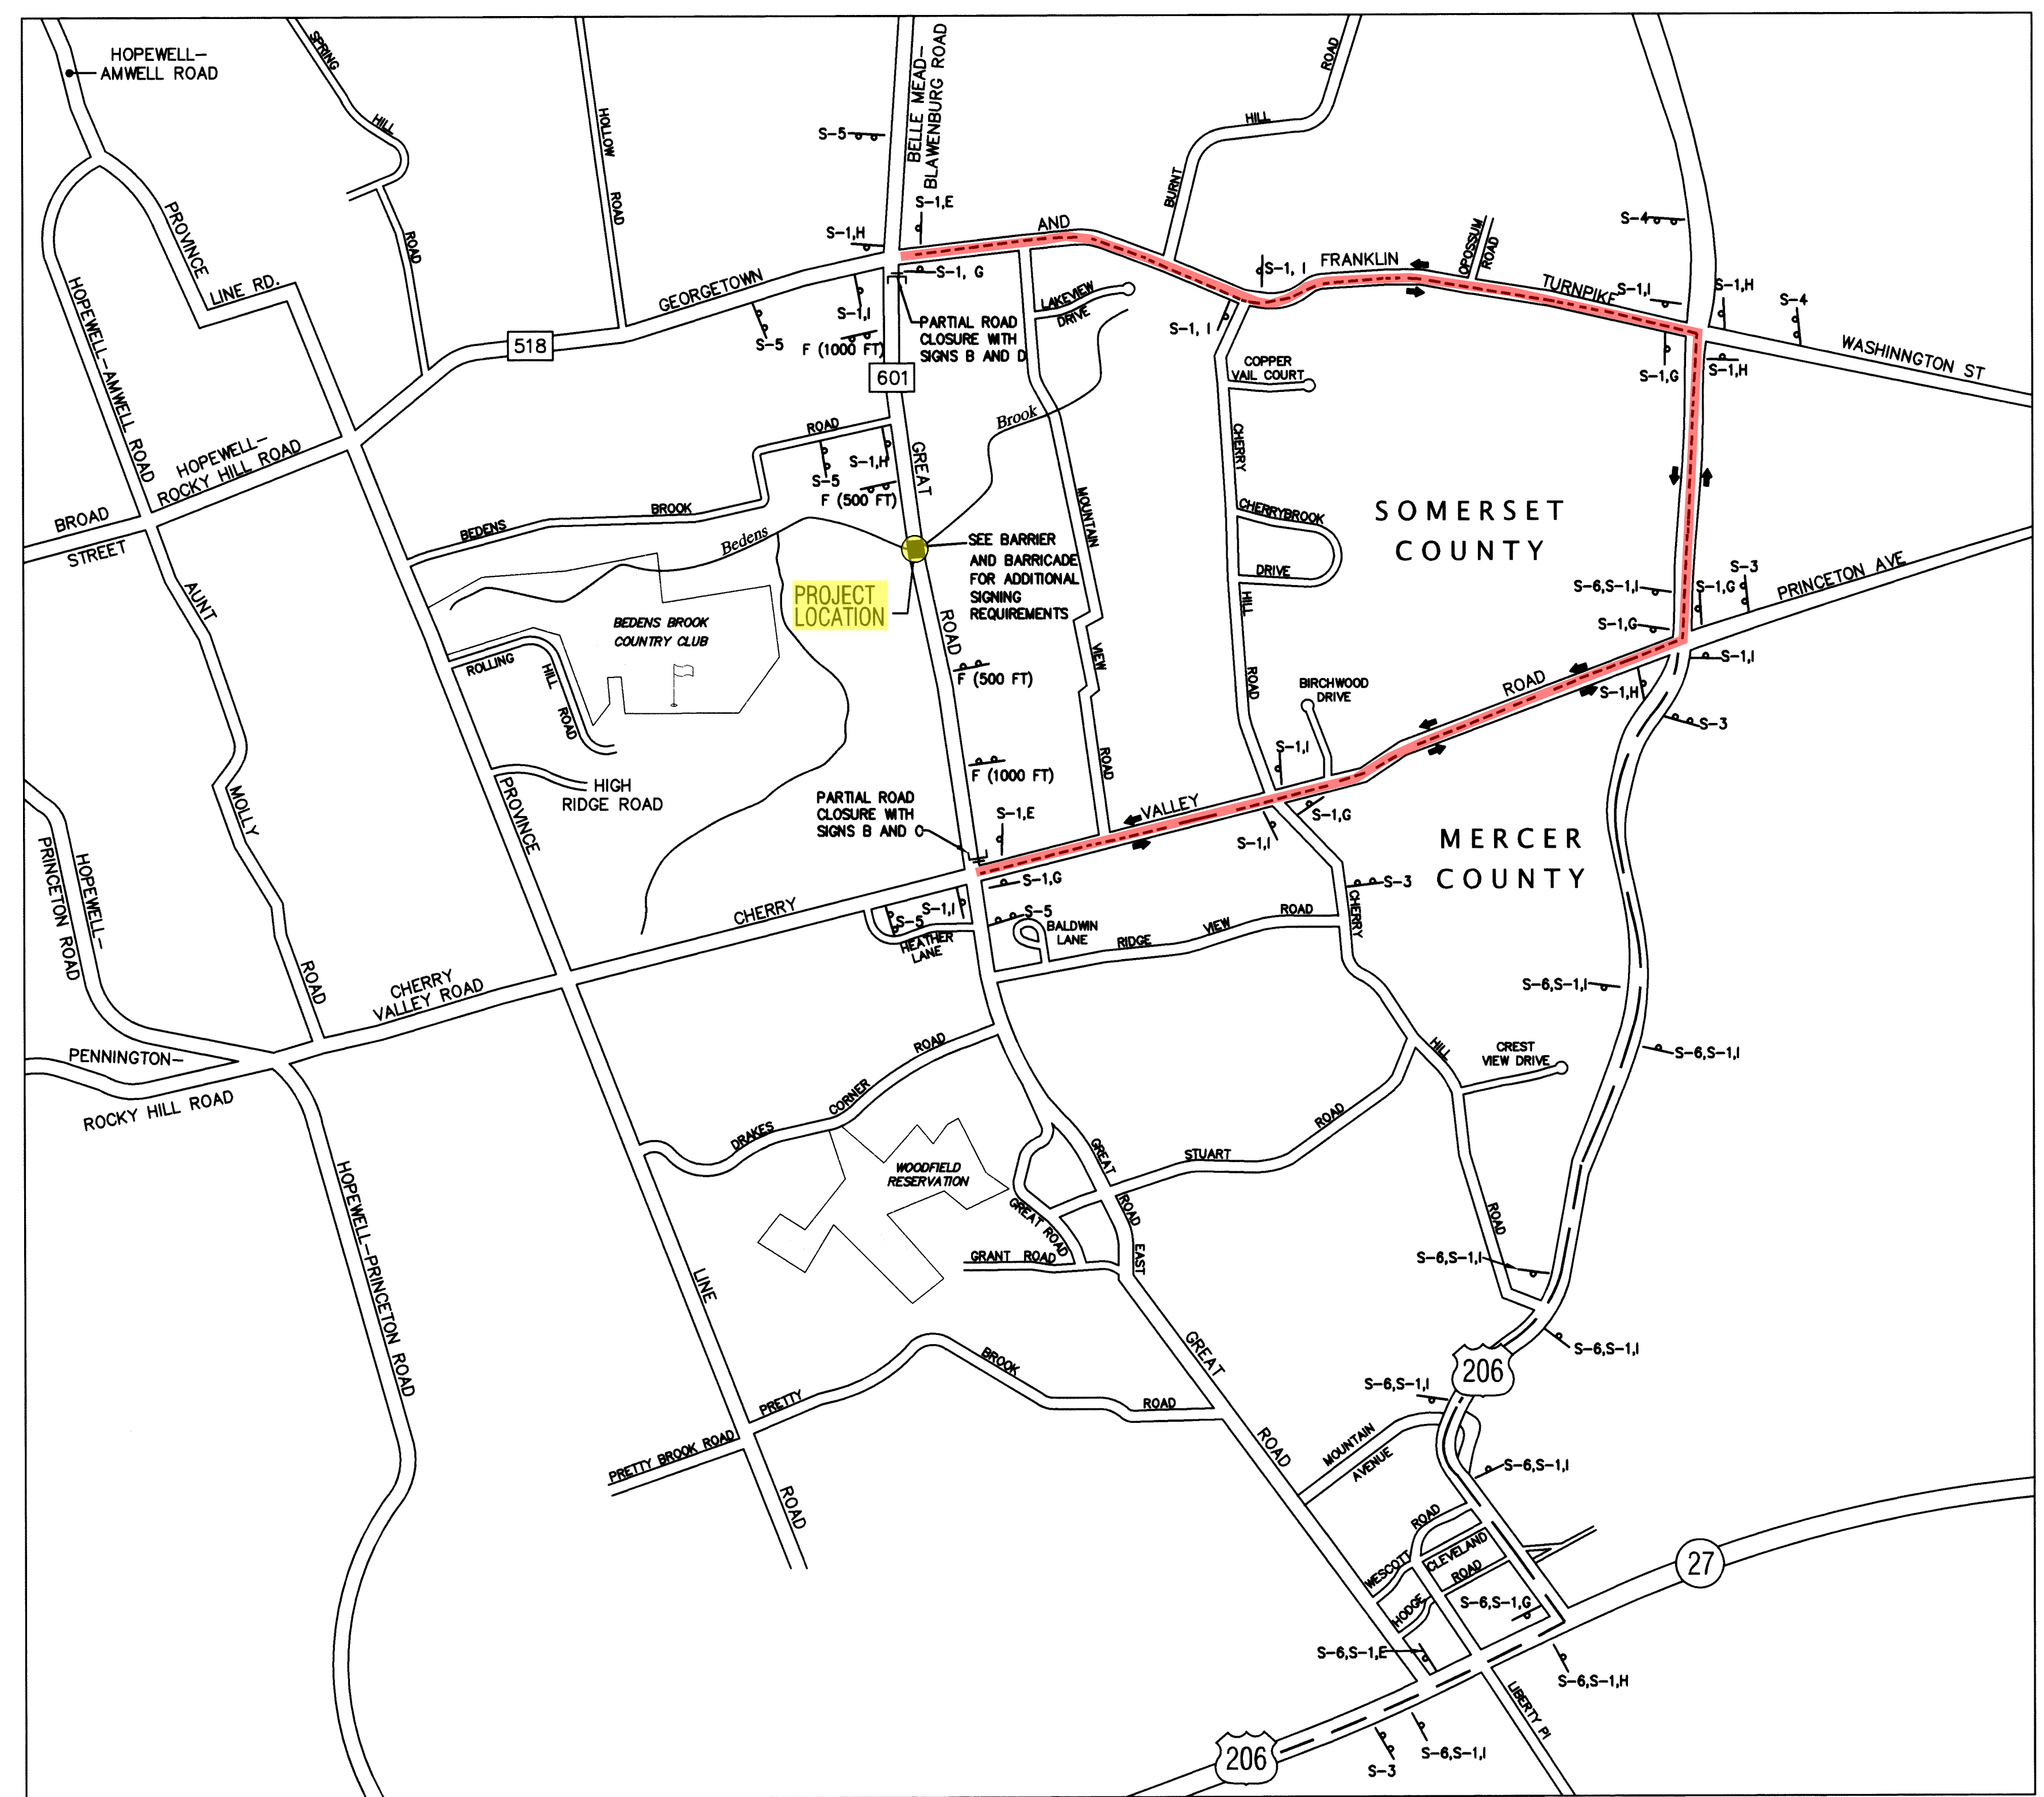 HOPEWELL-
AMWELL ROAD
SPRING
HILL
ROAD
HOLLOW
ROAD
S-5
BELLE MEAD-
BLAWENBURG ROAD
S-1,E
S-1,H
S-1, G
BURNT
HILL
ROAD
AND
S-1, I
FRANKLIN
OPOSSUM
ROAD
S-4
TURNPIKE
S-1,I
S-1,H
S-4
WASHINNGTON ST
PROVINCE
LINE RD.
HOPEWELL-AMWELL ROAD
GEORGETOWN
518
S-5
S-1,I
F (1000 FT)
PARTIAL ROAD
CLOSURE WITH
SIGNS B AND D
601
LAKEVIEW
DRIVE
S-1, I
COPPER
VAIL COURT
S-1,G
S-1,H
HOPEWELL-
ROCKY HILL ROAD
BROAD
STREET
ROAD
BROOK
BEDENS
S-1,H
S-5
F (500 FT)
GREAT
Brook
Bedens
MOUNTAIN
CHERRY
CHERRYBROOK
DRIVE
SOMERSET
COUNTY
SEE BARRIER
AND BARRICADE
FOR ADDITIONAL
SIGNING
REQUIREMENTS
PROJECT
LOCATION
BEDENS BROOK
COUNTRY CLUB
ROAD
HILL
S-6,S-1,I
S-1,G
S-3
PRINCETON AVE
S-1,G
S-1,I
AUNT
ROLLING
HILL
ROAD
F (500 FT)
VIEW
ROAD
BIRCHWOOD
DRIVE
ROAD
S-1,H
S-3
HIGH
RIDGE ROAD
F (1000 FT)
ROAD
S-1,I
PROVINCE
MOLLY
PARTIAL ROAD
CLOSURE WITH
SIGNS B AND C
S-1,E
VALLEY
S-1,G
S-1,I
MERCER
COUNTY
HOPEWELL-
PRINCETON ROAD
S-1,G
S-3
CHERRY
S-5
S-1,I
S-5
HEATHER
LANE
BALDWIN
LANE
RIDGE
VIEW
ROAD
CHERRY
ROAD
CHERRY
VALLEY ROAD
S-6,S-1,I
S-6,S-1,I
PENNINGTON-
ROCKY HILL ROAD
ROAD
CORNER
DRAKES
HILL
CREST
VIEW DRIVE
ROAD
STUART
GREAT
ROAD
EAST
WOODFIELD
RESERVATION
GREAT ROAD
GRANT ROAD
ROAD
S-6,S-1,I
HOPEWELL-PRINCETON ROAD
LINE
S-6,S-1,I
206
S-6,S-1,I
GREAT
BROOK
PRETTY
ROAD
PRETTY BROOK ROAD
ROAD
ROAD
MOUNTAIN
AVENUE
S-6,S-1,I
ROAD
WESCOTT
CLEVELAND
ROAD
HODGE
S-6,S-1,G
27
S-6,S-1,E
S-6,S-1,H
LIBERTY Pl
206
S-6,S-1,I
S-3